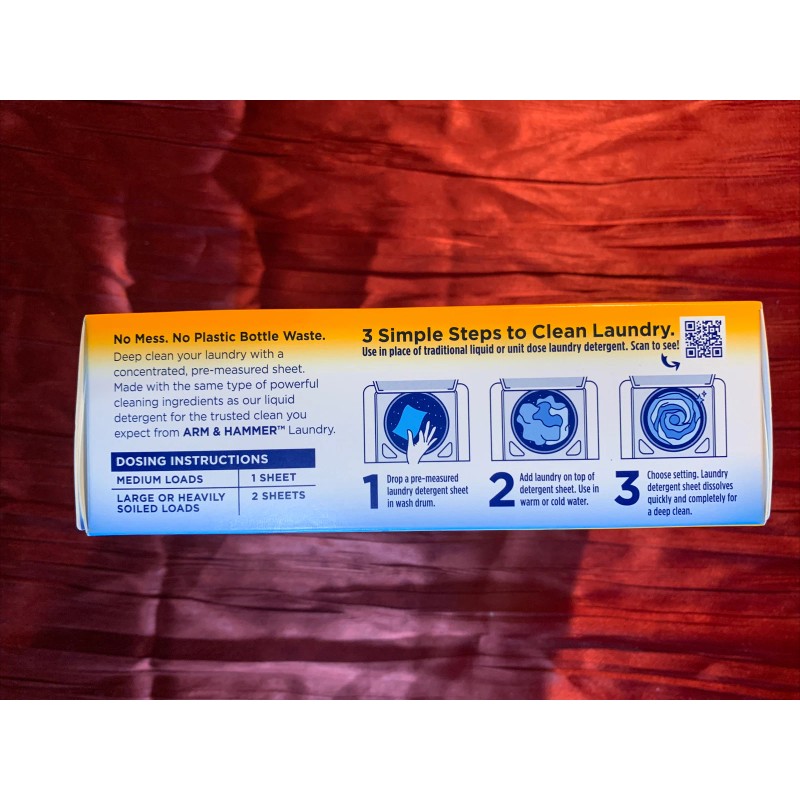 No Mess. No Plastic Bottle Waste.
Deep clean your laundry with a
concentrated, pre-measured sheet.
Made with the same type of powerful
cleaning ingredients as our liquid
detergent for the trusted clean you
expect from ARM & HAMMER™ Laundry.
DOSING INSTRUCTIONS
MEDIUM LOADS 1 SHEET
LARGE OR HEAVILY SOILED LOADS 2 SHEETS
3 Simple Steps to Clean Laundry.
Use in place of traditional liquid or unit dose laundry detergent. Scan to see!
1 Drop a pre-measured
laundry detergent sheet
in wash drum.
2 Add laundry on top of
detergent sheet. Use in
warm or cold water.
3 Choose setting. Laundry
detergent sheet dissolves
quickly and completely for
a deep clean.